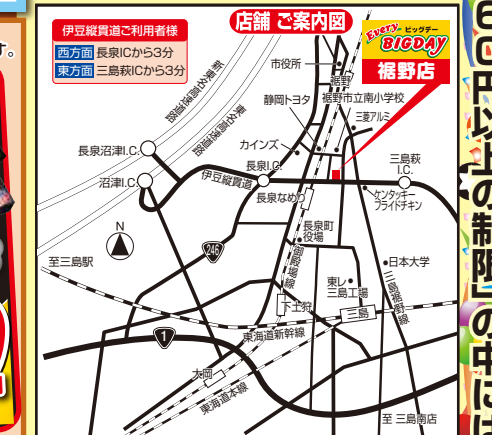 す。
伊豆縦貫道ご利用者様
西方面 長泉ICから3分
東方面 三島萩ICから3分
店舗 ご案内図
Every ビッグデー
BIGDAY
裾野店
市役所
裾野
静岡トヨタ
裾野市立南小学校
三菱アルミ
新東名高速道路
東名高速道路
カインズ
長泉沼津I.C.
長泉I.C.
三島萩
I.C.
沼津I.C.
伊豆縦貫道
長泉なめり
ケンタッキー
フライドチキン
N
長泉町
役場
246
御殿場線
至三島駅
日本大学
東レ
三島工場
三島裾野線
下土狩
三島
1
東海道新幹線
大岡
東海道本線
至 三島南店
60円以上の制限」の中には